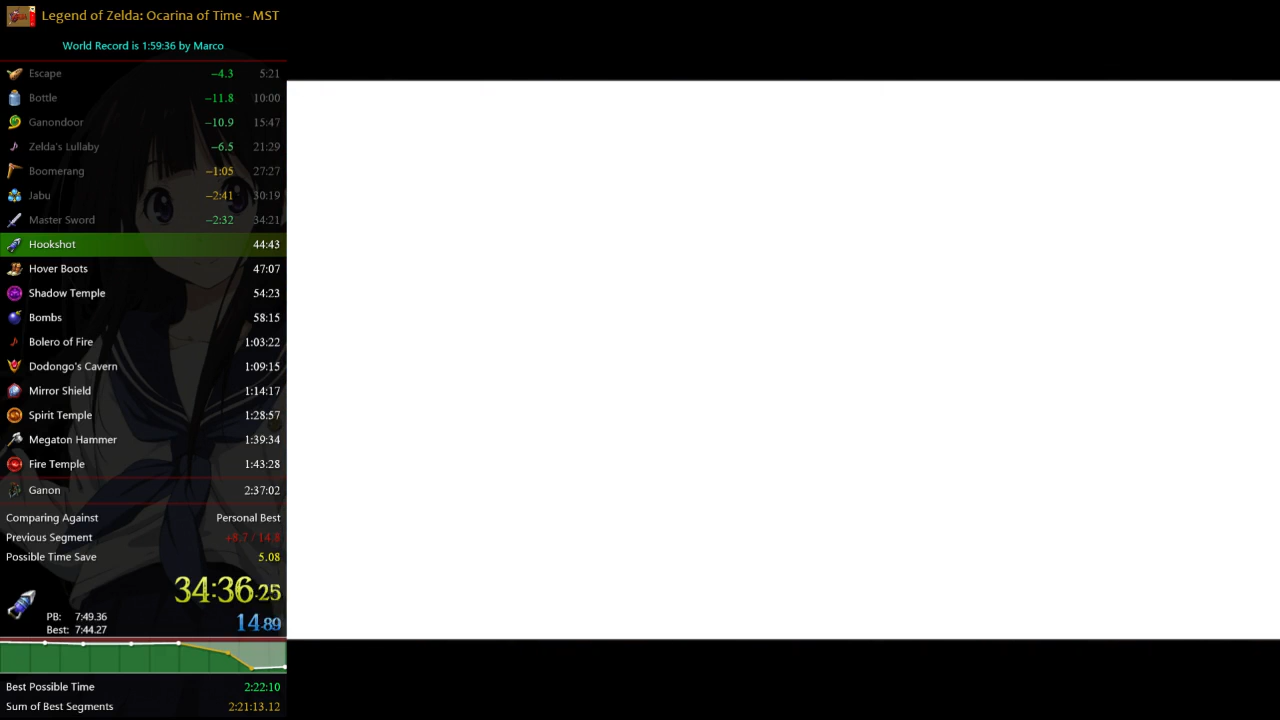 Legend of Zelda: Ocarina of Time - MST
World Record is 1:59:36 by Marco
Escape −4.3 5:21
Bottle −11.8 10:00
Ganondoor −10.9 15:47
Zelda's Lullaby −6.5 21:29
Boomerang −1:05 27:27
Jabu −2:41 30:19
Master Sword −2:32 34:21
Hookshot 44:43
Hover Boots 47:07
Shadow Temple 54:23
Bombs 58:15
Bolero of Fire 1:03:22
Dodongo's Cavern 1:09:15
Mirror Shield 1:14:17
Spirit Temple 1:28:57
Megaton Hammer 1:39:34
Fire Temple 1:43:28
Ganon 2:37:02
Comparing Against Personal Best
Previous Segment +8.7 / 14.8
Possible Time Save 5.08
34:36.25
PB: 7:49.36
14.89
Best: 7:44.27
Best Possible Time 2:22:10
Sum of Best Segments 2:21:13.12